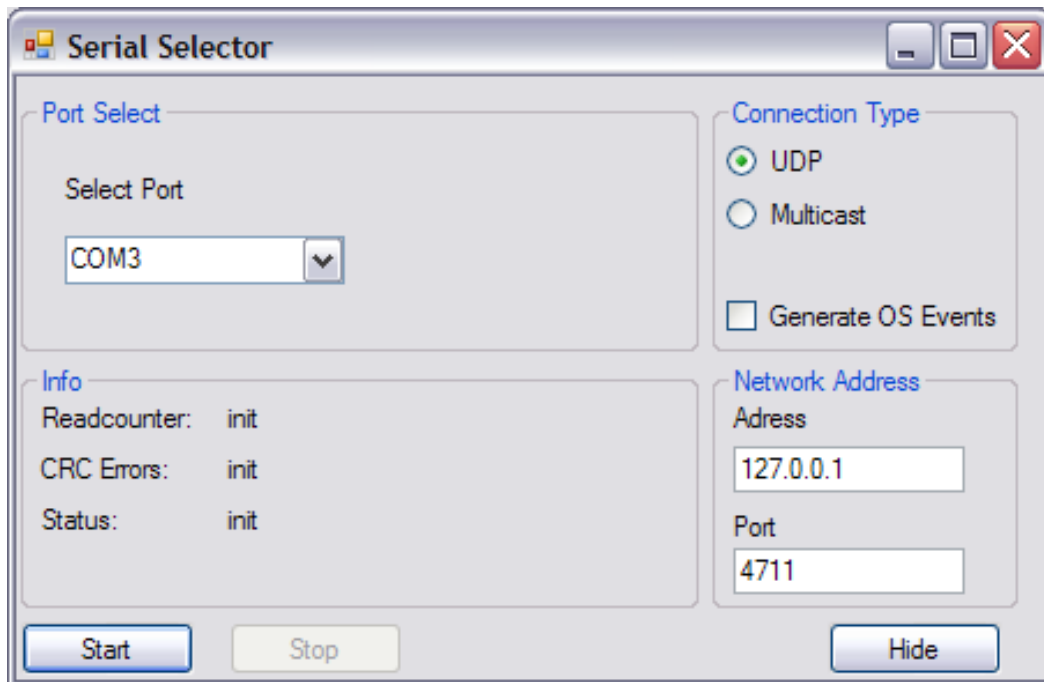 Serial Selector
Port Select
Select Port
COM3
Connection Type
UDP
Multicast
Generate OS Events
Info
Readcounter: init
CRC Errors: init
Status: init
Network Address
Adress
127.0.0.1
Port
4711
Start
Stop
Hide